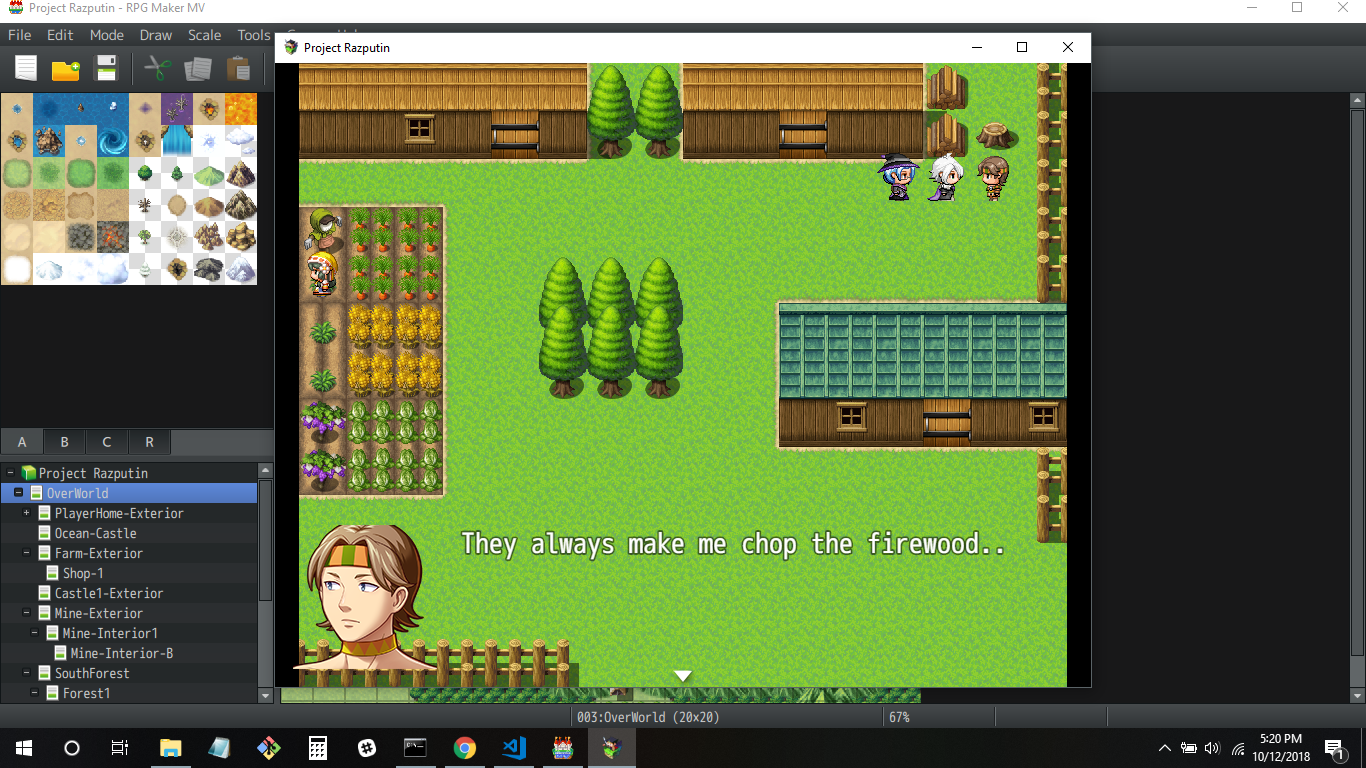 Project Razputin - RPG Maker MV
File Edit Mode Draw Scale Tools
Project Razputin
They always make me chop the firewood..
A B C R
Project Razputin
OverWorld
PlayerHome-Exterior
Ocean-Castle
Farm-Exterior
Shop-1
Castle1-Exterior
Mine-Exterior
Mine-Interior1
Mine-Interior-B
SouthForest
Forest1
003:OverWorld (20x20) 67%
5:20 PM
10/12/2018
1